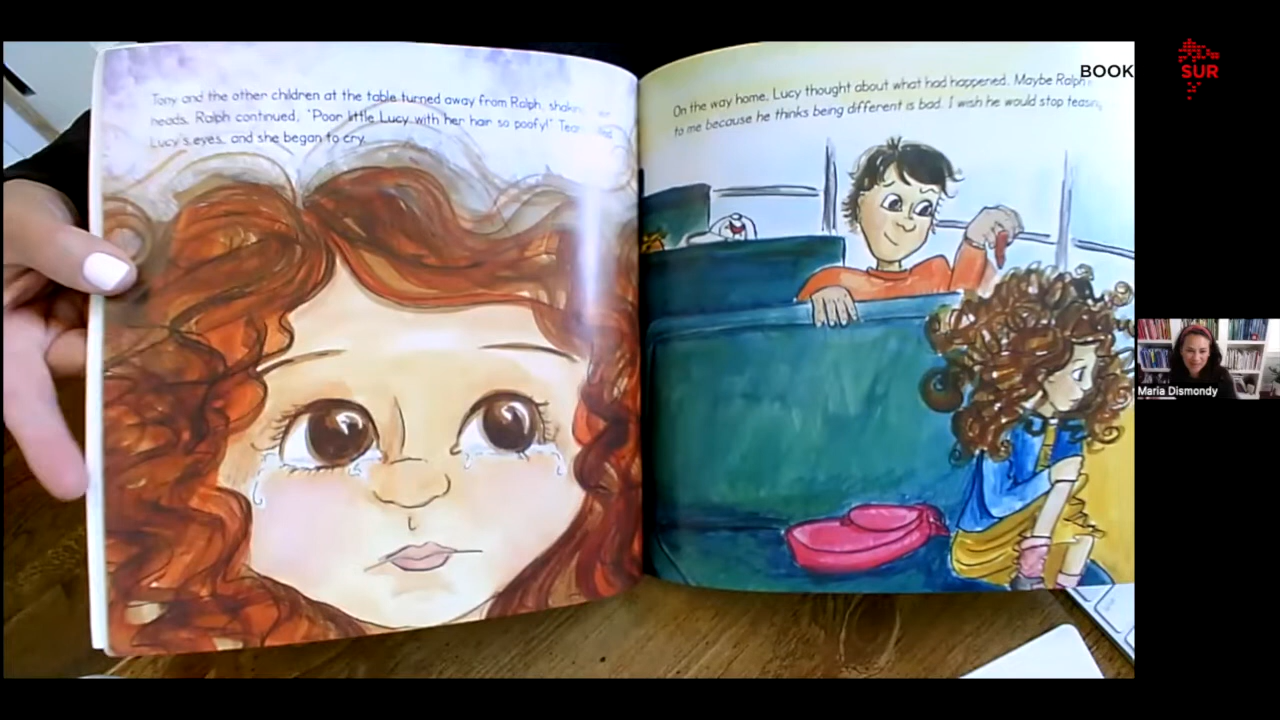 Tony and the other children at the table turned away from Ralph, shaking
heads. Ralph continued, "Poor little Lucy with her hair so poofy!"
Lucy's eyes, and she began to cry.
On the way home, Lucy thought about what had happened. Maybe Ralph
to me because he thinks being different is bad. I wish he would stop teasing
BOOK
SUR
Maria Dismondy